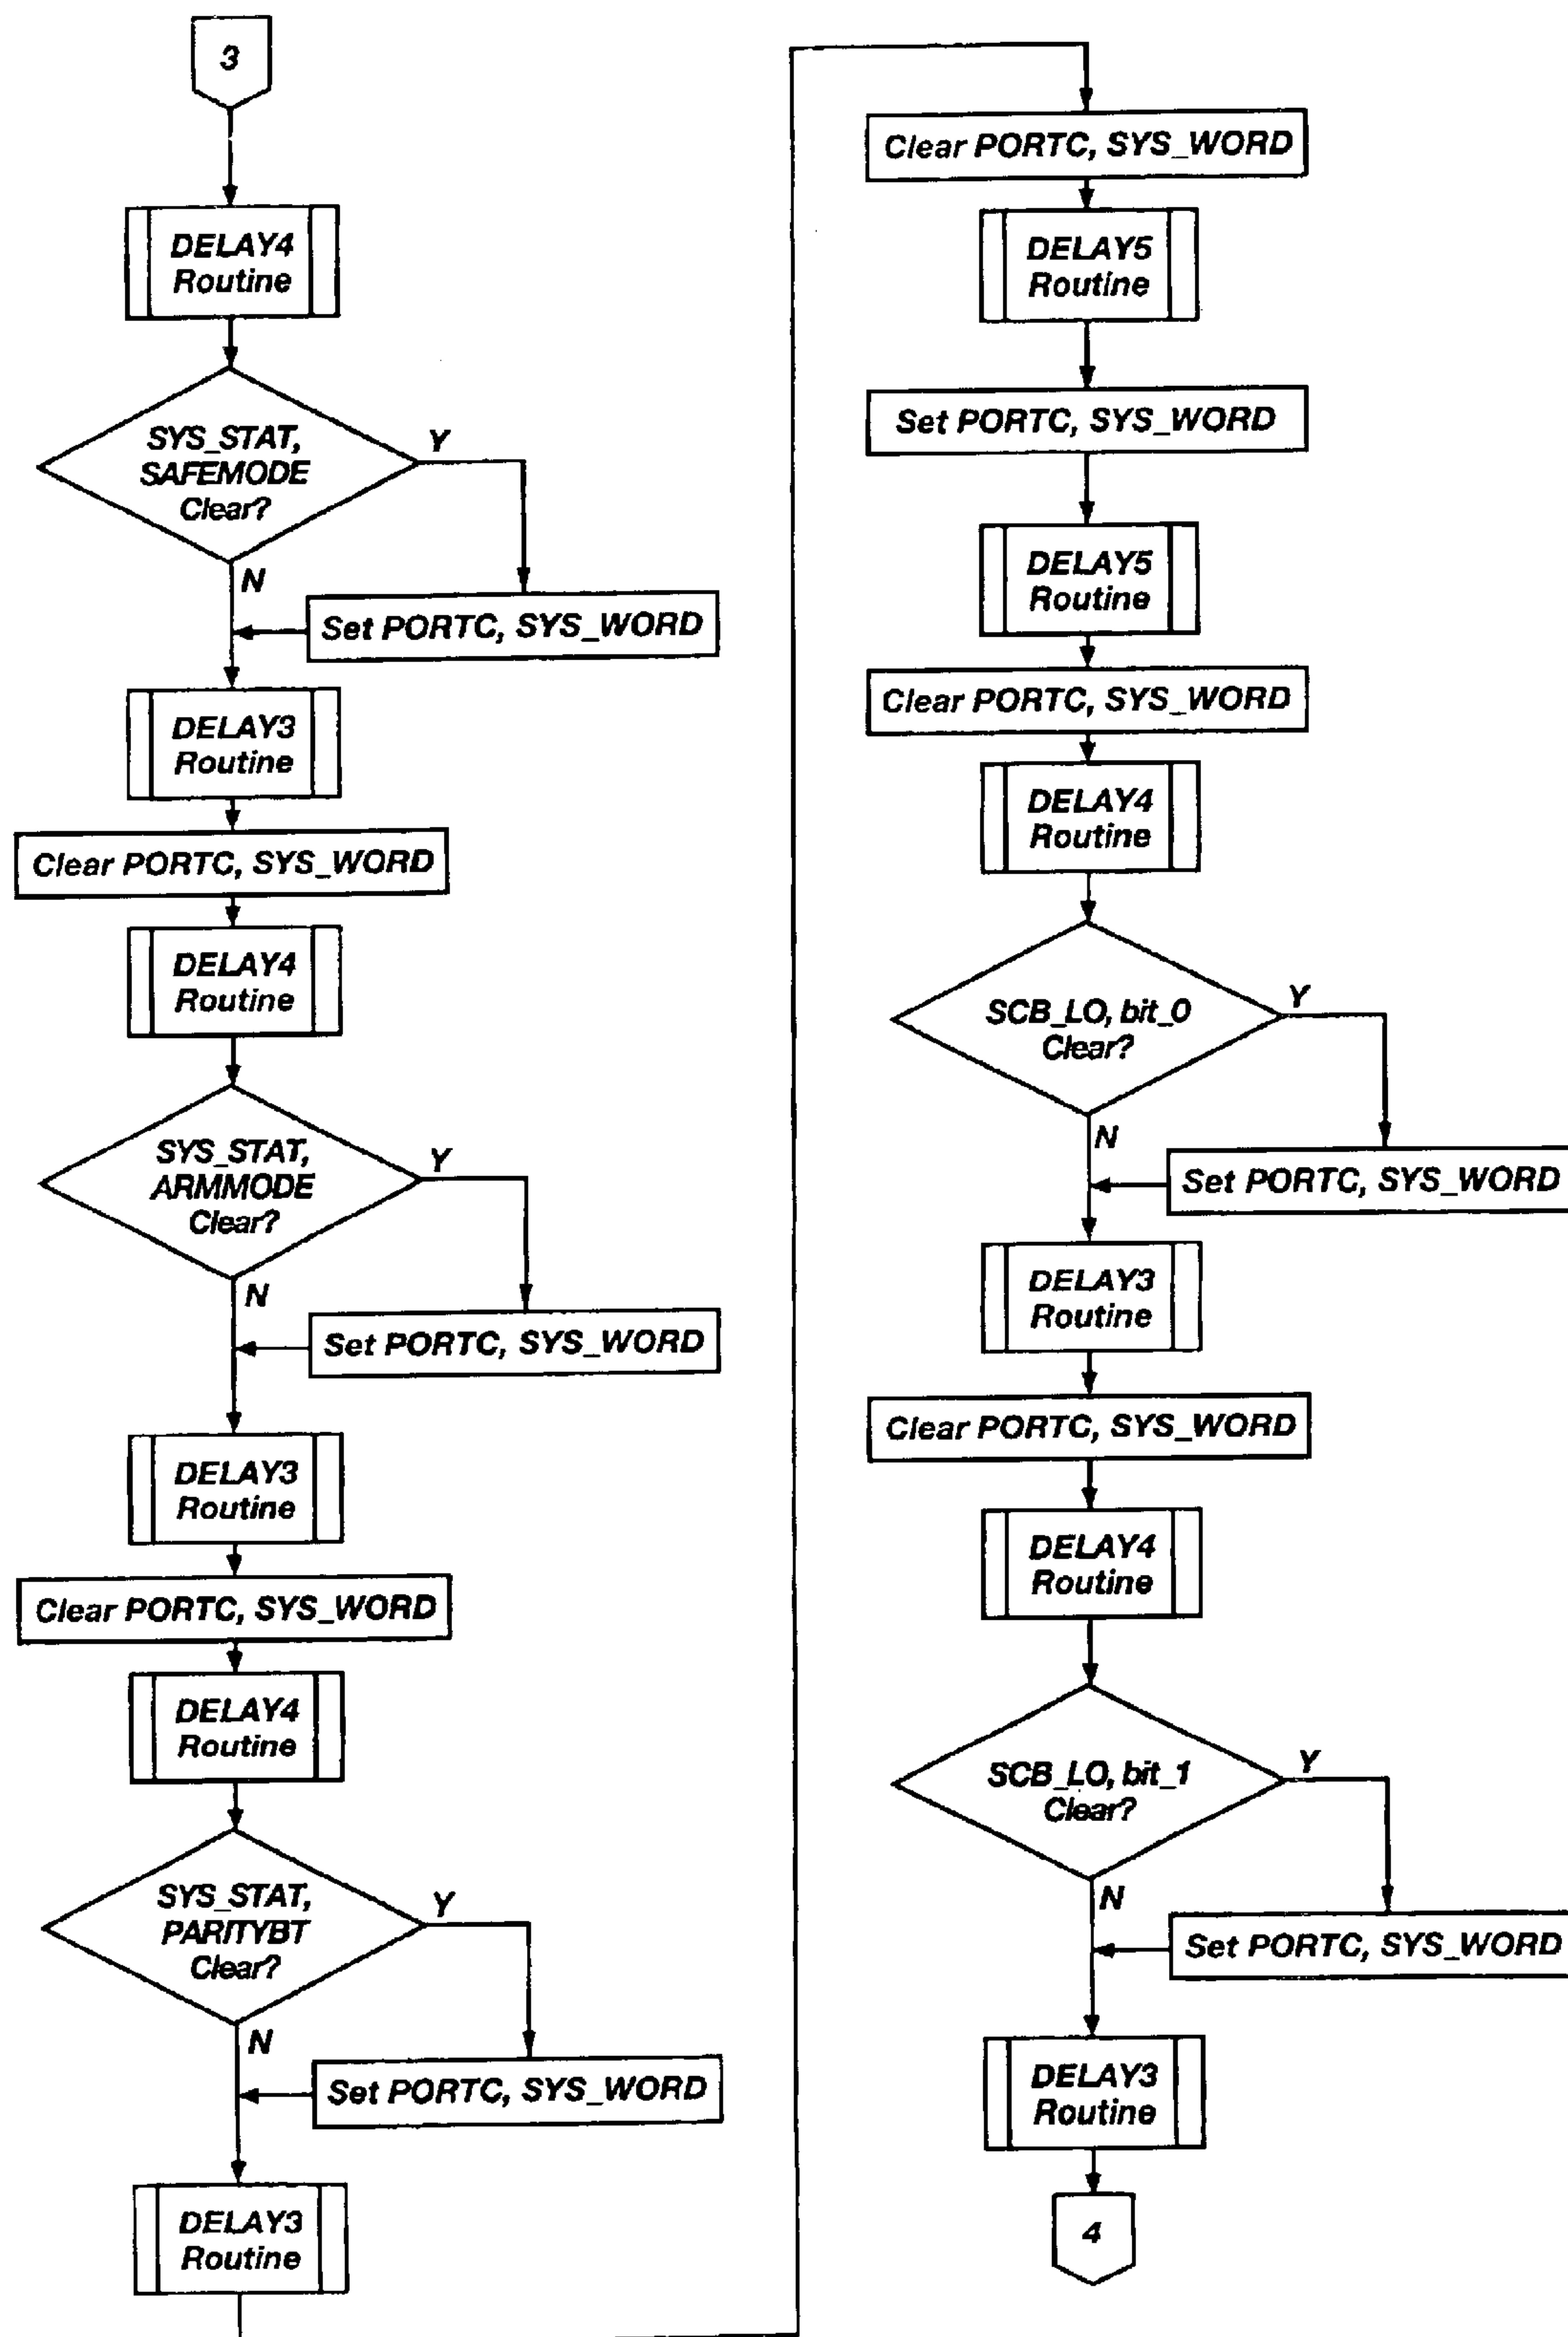 3
DELAY4
Routine
SYS_STAT,
SAFEMODE
Clear?
Y
N
Set PORTC, SYS_WORD
DELAY3
Routine
Clear PORTC, SYS_WORD
DELAY4
Routine
SYS_STAT,
ARMMODE
Clear?
Y
N
Set PORTC, SYS_WORD
DELAY3
Routine
Clear PORTC, SYS_WORD
DELAY4
Routine
SYS_STAT,
PARITYBT
Clear?
Y
N
Set PORTC, SYS_WORD
DELAY3
Routine
Clear PORTC, SYS_WORD
DELAY5
Routine
Set PORTC, SYS_WORD
DELAY5
Routine
Clear PORTC, SYS_WORD
DELAY4
Routine
SCB_LO, bit_0
Clear?
Y
N
Set PORTC, SYS_WORD
DELAY3
Routine
Clear PORTC, SYS_WORD
DELAY4
Routine
SCB_LO, bit_1
Clear?
Y
N
Set PORTC, SYS_WORD
DELAY3
Routine
4